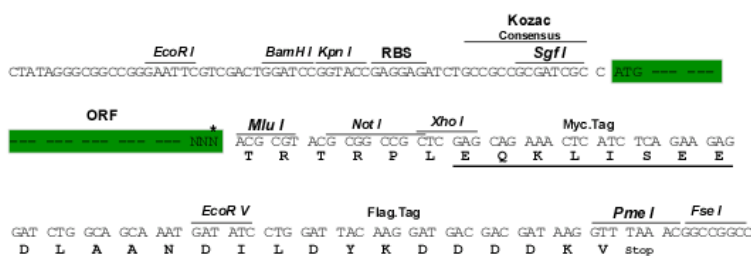 Kozac
Consensus
EcoR I BamH I Kpn I RBS Sgf I
CTATAGGGCGGCCGGGAATTCGTCGACTGGATCCGGTACCGAGGAGATCTGCCGCCGCGATCGC C ATG --- ---
ORF
--- --- --- --- --- --- NNN* Mlu I Not I Xho I Myc.Tag
ACG CGT ACG CGG CCG CTC GAG CAG AAA CTC ATC TCA GAA GAG
T R T R P L E Q K L I S E E
EcoR V Flag.Tag Pme I Fse I
GAT CTG GCA GCA AAT GAT ATC CTG GAT TAC AAG GAT GAC GAC GAT AAG GTT TAA ACGGCCGGCC
D L A A N D I L D Y K D D D D K V Stop